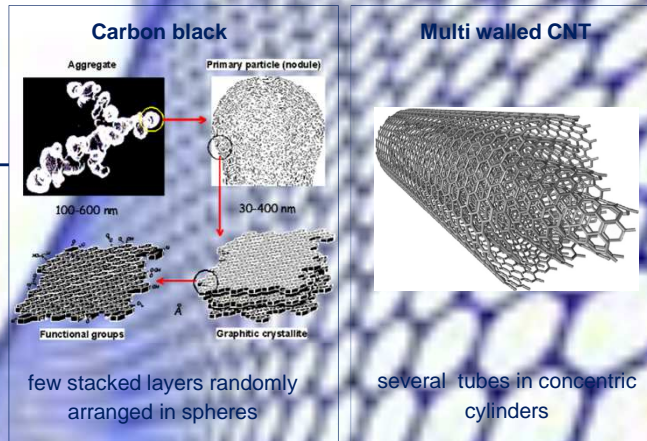 Carbon black
Aggregate
Primary particle (nodule)
100-600 nm
30-400 nm
Å
Functional groups
Graphitic crystallite
few stacked layers randomly
arranged in spheres
Multi walled CNT
several tubes in concentric
cylinders